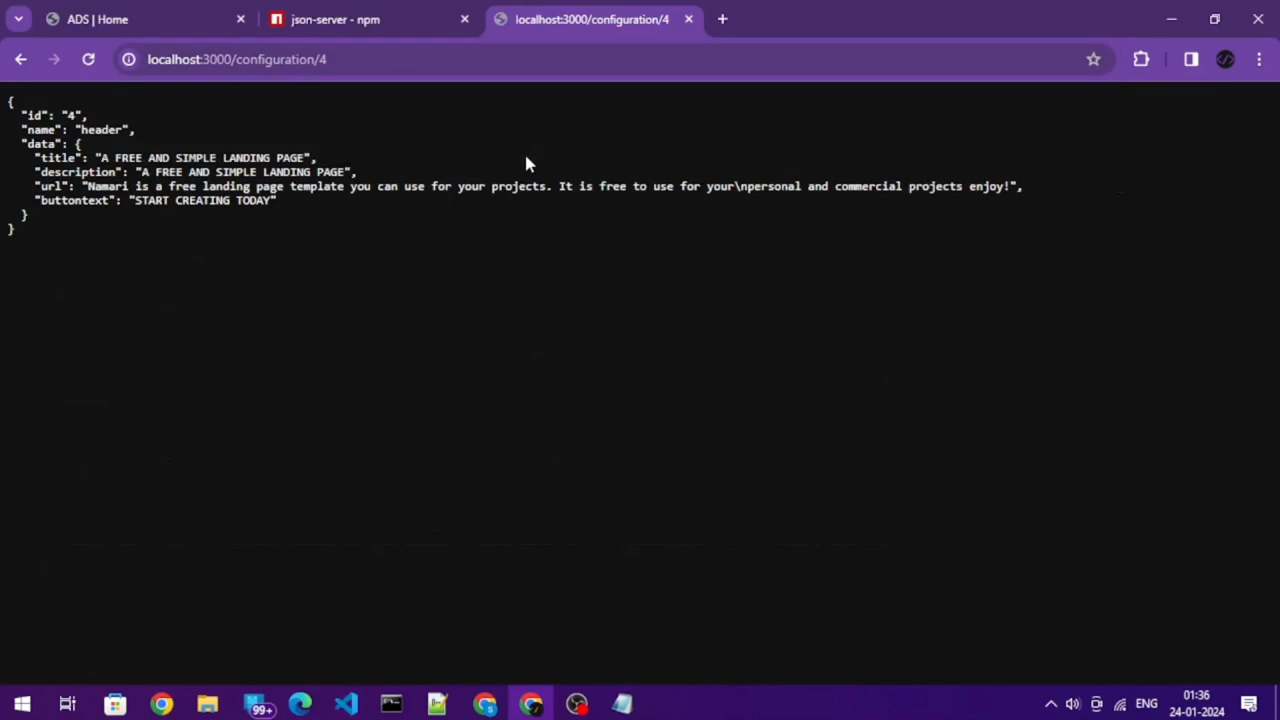 ADS | Home
json-server - npm
localhost:3000/configuration/4
localhost:3000/configuration/4
{
"id": "4",
"name": "header",
"data": {
"title": "A FREE AND SIMPLE LANDING PAGE",
"description": "A FREE AND SIMPLE LANDING PAGE",
"url": "Namari is a free landing page template you can use for your projects. It is free to use for your\npersonal and commercial projects enjoy!",
"buttontext": "START CREATING TODAY"
}
}
99+
ENG
01:36
24-01-2024